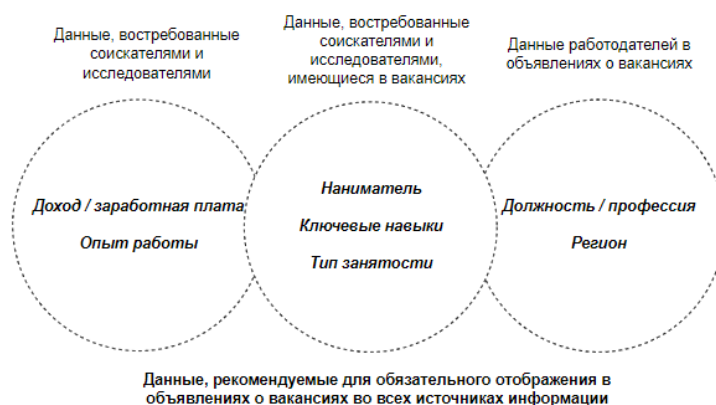 Данные, востребованные
соискателями и
исследователями
Данные, востребованные
соискателями и
исследователями,
имеющиеся в вакансиях
Данные работодателей в
объявлениях о вакансиях
Доход / заработная плата
Опыт работы
Наниматель
Ключевые навыки
Тип занятости
Должность / профессия
Регион
Данные, рекомендуемые для обязательного отображения в
объявлениях о вакансиях во всех источниках информации